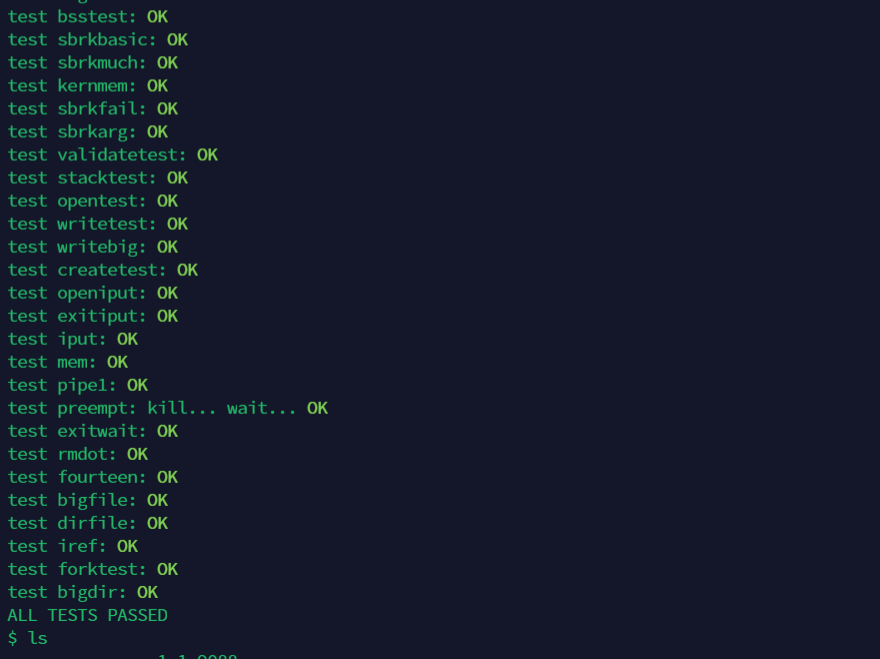 test bsstest: OK
test sbrkbasic: OK
test sbrkmuch: OK
test kernmem: OK
test sbrkfail: OK
test sbrkarg: OK
test validatetest: OK
test stacktest: OK
test opentest: OK
test writetest: OK
test writebig: OK
test createtest: OK
test openiput: OK
test exitiput: OK
test iput: OK
test mem: OK
test pipe1: OK
test preempt: kill... wait... OK
test exitwait: OK
test rmdot: OK
test fourteen: OK
test bigfile: OK
test dirfile: OK
test iref: OK
test forktest: OK
test bigdir: OK
ALL TESTS PASSED
$ ls